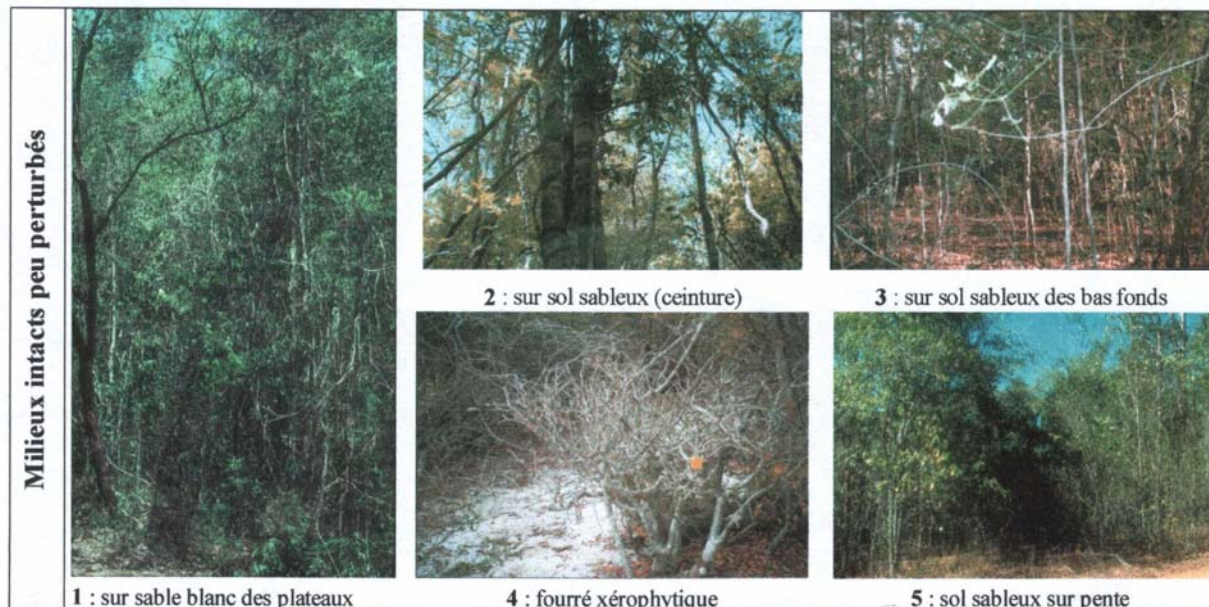 Milieux intacts peu perturbés
2 : sur sol sableux (ceinture)
3 : sur sol sableux des bas fonds
1 : sur sable blanc des plateaux
4 : fourré xérophytique
5 : sol sableux sur pente